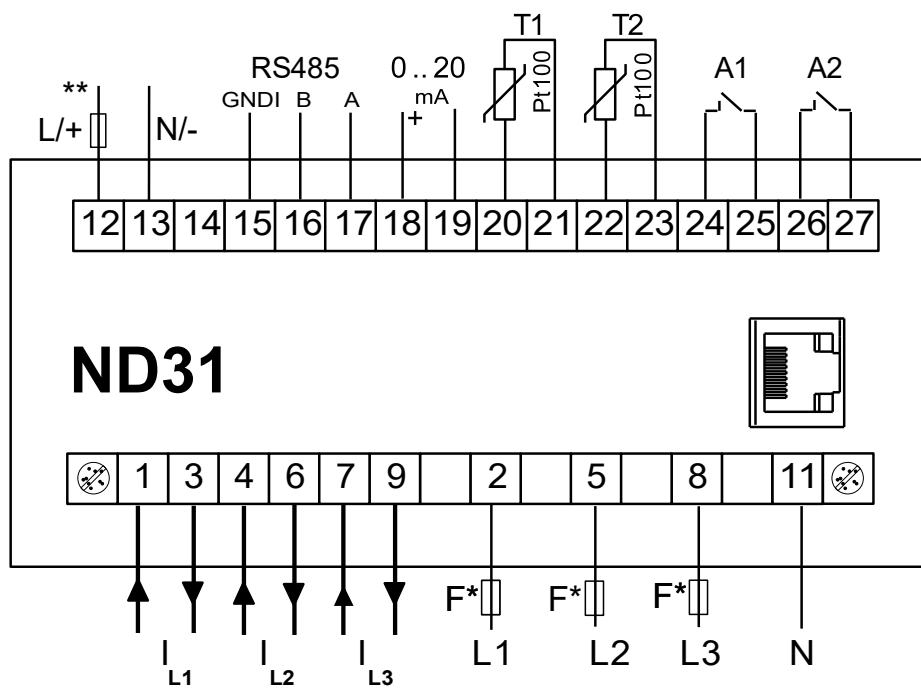 T1 T2
Pt100 Pt100
RS485 0 .. 20 A1 A2
** GNDI B A mA
L/+ N/- +
12 13 14 15 16 17 18 19 20 21 22 23 24 25 26 27
ND31
1 3 4 6 7 9 2 5 8 11
F* F* F*
I L1 I L2 I L3 L1 L2 L3 N